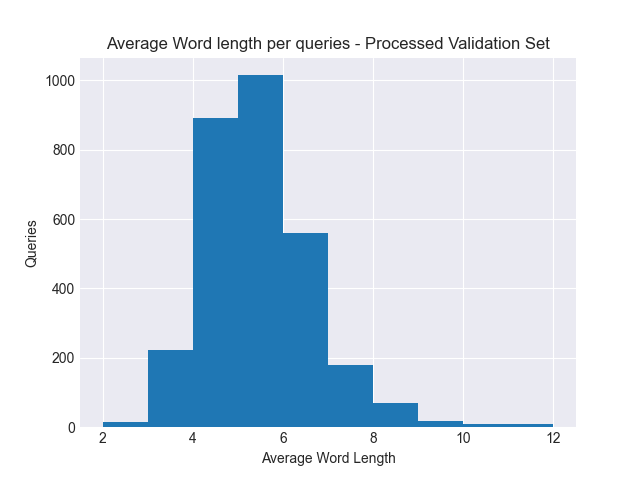 Average Word length per queries - Processed Validation Set
1000
800
600
400
200
0
Queries
2 4 6 8 10 12
Average Word Length